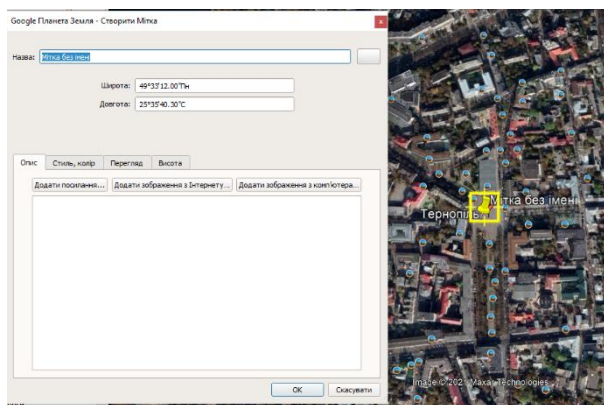 Google Планета Земля - Створити Мітка
Назва: Мітка без імені
Широта: 49°33'12.00"Пн
Довгота: 25°35'40.30"С
Опис Стиль, колір Перегляд Висота
Додати посилання... Додати зображення з Інтернету... Додати зображення з комп'ютера...
OK Скасувати
Мітка без імені
Тернопіль
Image © 2021 Maxar Technologies